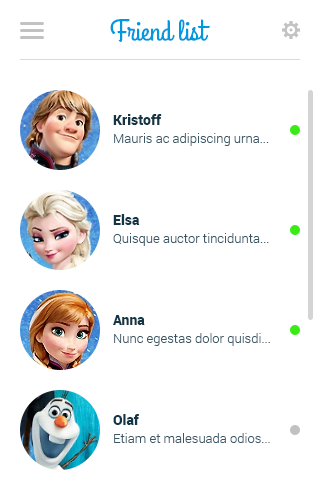 Friend list
Kristoff
Mauris ac adipiscing urna...
Elsa
Quisque auctor tincidunta...
Anna
Nunc egestas dolor quisdi...
Olaf
Etiam et malesuada odios...